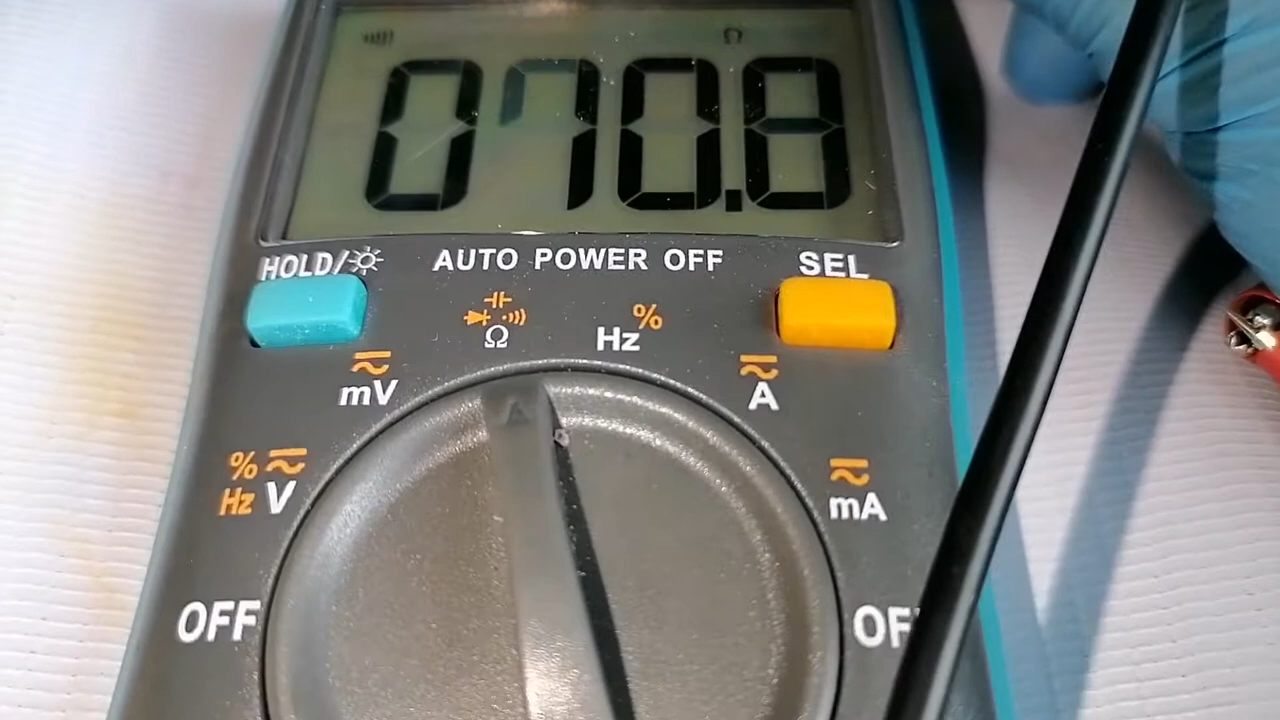 Ω
070.8
HOLD/ AUTO POWER OFF SEL
Ω Hz %
mV A
% Hz V mA
OFF OF